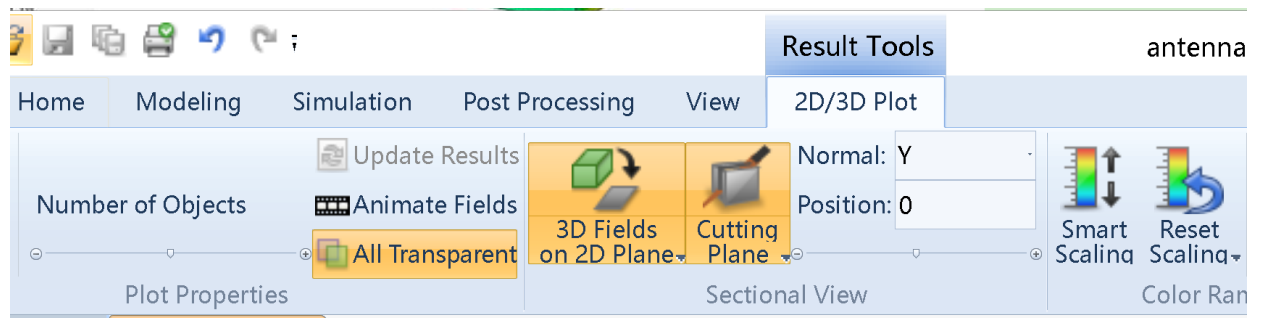 Result Tools
antenna
Home Modeling Simulation Post Processing View 2D/3D Plot
Update Results
Number of Objects
Animate Fields
All Transparent
Plot Properties
3D Fields
on 2D Plane
Cutting
Plane
Normal: Y
Position: 0
Sectional View
Smart
Scaling
Reset
Scaling
Color Ran